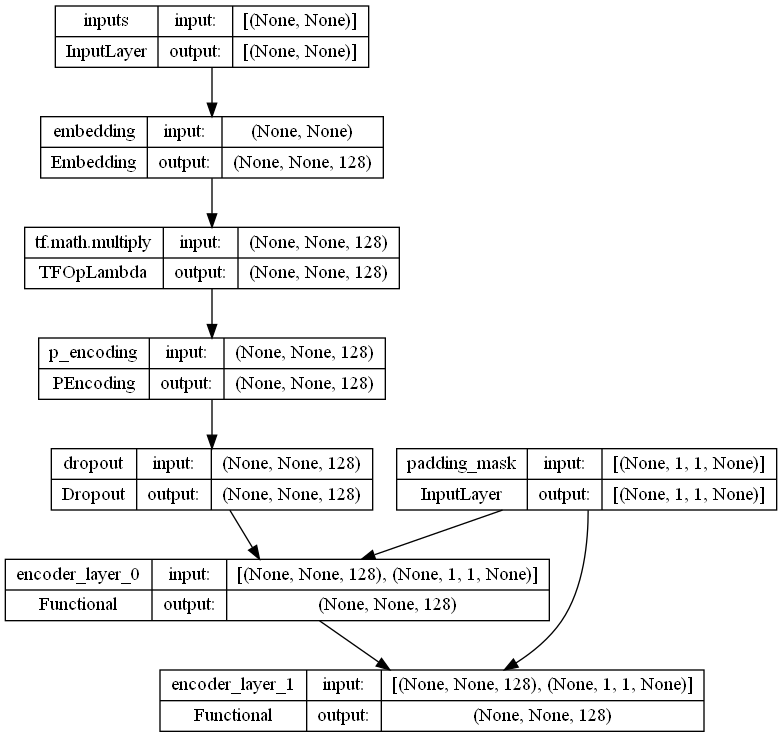 inputs input: [(None, None)]
InputLayer output: [(None, None)]
embedding input: (None, None)
Embedding output: (None, None, 128)
tf.math.multiply input: (None, None, 128)
TFOpLambda output: (None, None, 128)
p_encoding input: (None, None, 128)
PEncoding output: (None, None, 128)
dropout input: (None, None, 128)
Dropout output: (None, None, 128)
padding_mask input: [(None, 1, 1, None)]
InputLayer output: [(None, 1, 1, None)]
encoder_layer_0 input: [(None, None, 128), (None, 1, 1, None)]
Functional output: (None, None, 128)
encoder_layer_1 input: [(None, None, 128), (None, 1, 1, None)]
Functional output: (None, None, 128)